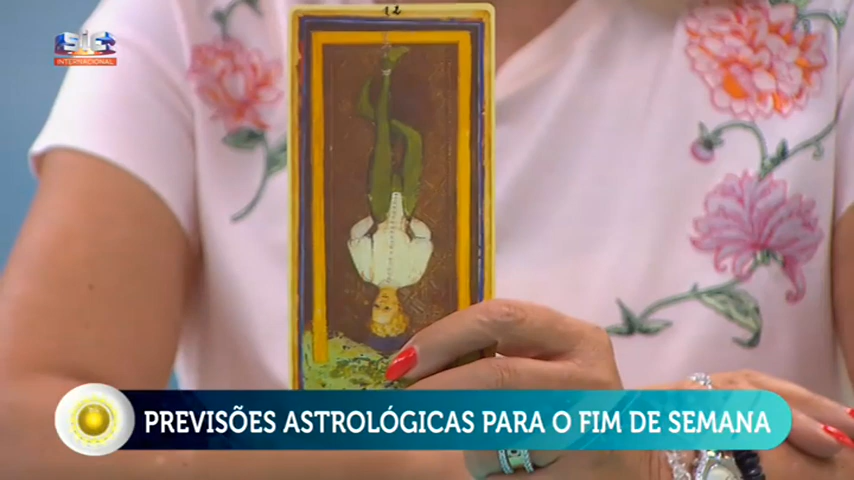 12
SIC
INTERNACIONAL
PREVISÕES ASTROLÓGICAS PARA O FIM DE SEMANA